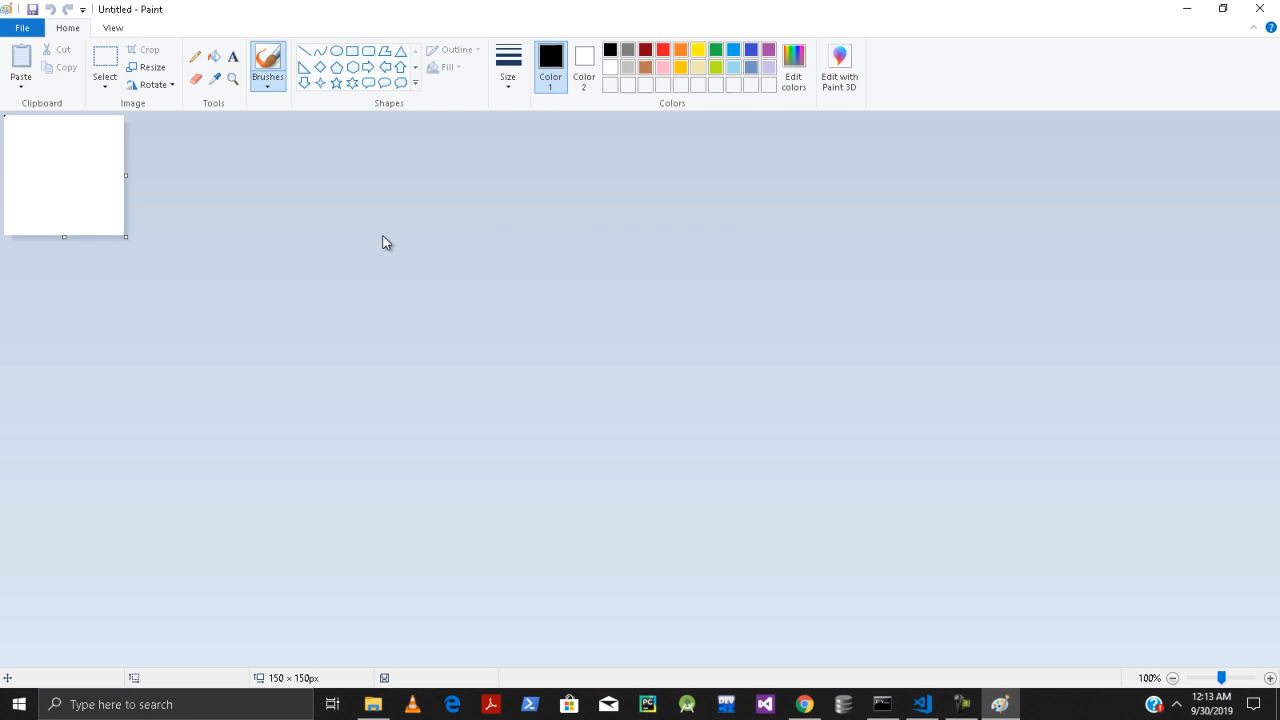 Untitled - Paint
File Home View
Paste Cut Copy
Clipboard
Select Crop Resize Rotate
Image
Tools
Brushes
Shapes
Outline
Fill
Size
Color 1
Color 2
Edit colors
Colors
Edit with Paint 3D
150 × 150px
100%
Type here to search
12:13 AM
9/30/2019